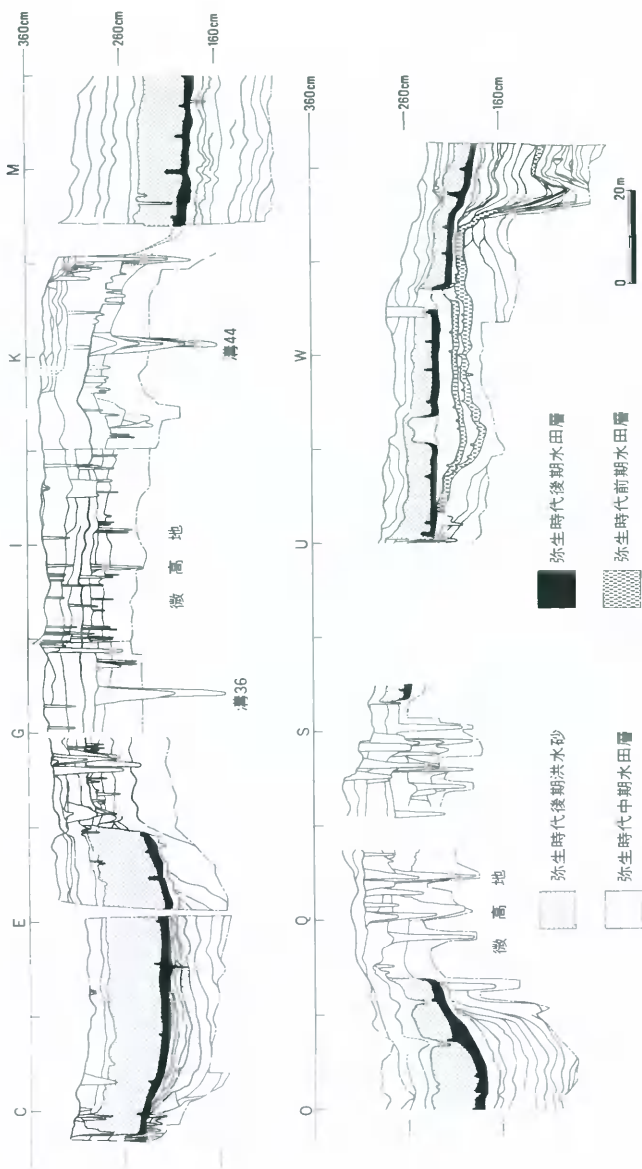 C
E
G
I
K
M
360cm
260cm
160cm
微高地
溝36
溝44
O
Q
S
U
W
360cm
260cm
160cm
微高地
弥生時代後期洪水砂
弥生時代後期水田層
弥生時代中期水田層
弥生時代前期水田層
0 20m